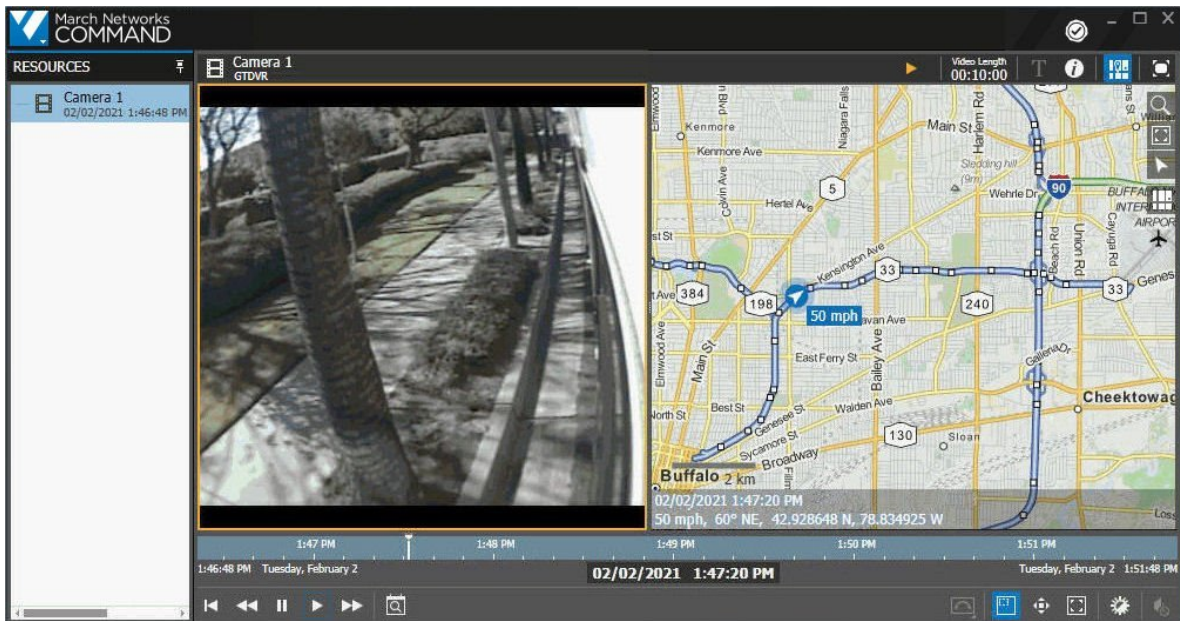 March Networks
COMMAND
RESOURCES
Camera 1
02/02/2021 1:46:48 PM
Camera 1
GTDVR
Video Length
00:10:00
T
i
Kenmore
Kenmore Ave
Niagara Falls
Main St
Harlem Rd
Sledding hill
(9m)
Wehrle Dr
90
5
Colvin Ave
Hertel Ave
AIRPORT
Beach Rd
Union Rd
Cayuga Rd
Kensington Ave
33
33
384
198
240
50 mph
Elmwood Ave
Main St
East Ferry St
Bailey Ave
Best St
Walden Ave
Genesee St
Sycamore St
Broadway
130
Sloan
Galleria Dr
Cheektowag
North St
Buffalo
2 km
02/02/2021 1:47:20 PM
50 mph, 60° NE, 42.928648 N, 78.834925 W
1:47 PM
1:48 PM
1:49 PM
1:50 PM
1:51 PM
1:46:48 PM Tuesday, February 2
02/02/2021 1:47:20 PM
Tuesday, February 2 1:51:48 PM